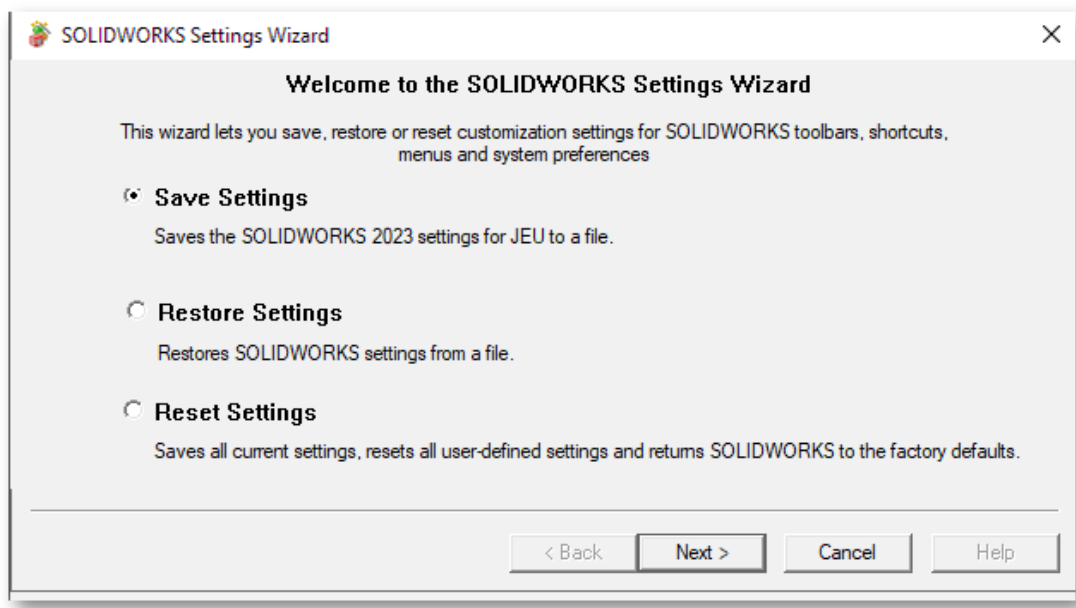 SOLIDWORKS Settings Wizard
Welcome to the SOLIDWORKS Settings Wizard
This wizard lets you save, restore or reset customization settings for SOLIDWORKS toolbars, shortcuts,
menus and system preferences
Save Settings
Saves the SOLIDWORKS 2023 settings for JEU to a file.
Restore Settings
Restores SOLIDWORKS settings from a file.
Reset Settings
Saves all current settings, resets all user-defined settings and returns SOLIDWORKS to the factory defaults.
< Back Next > Cancel Help